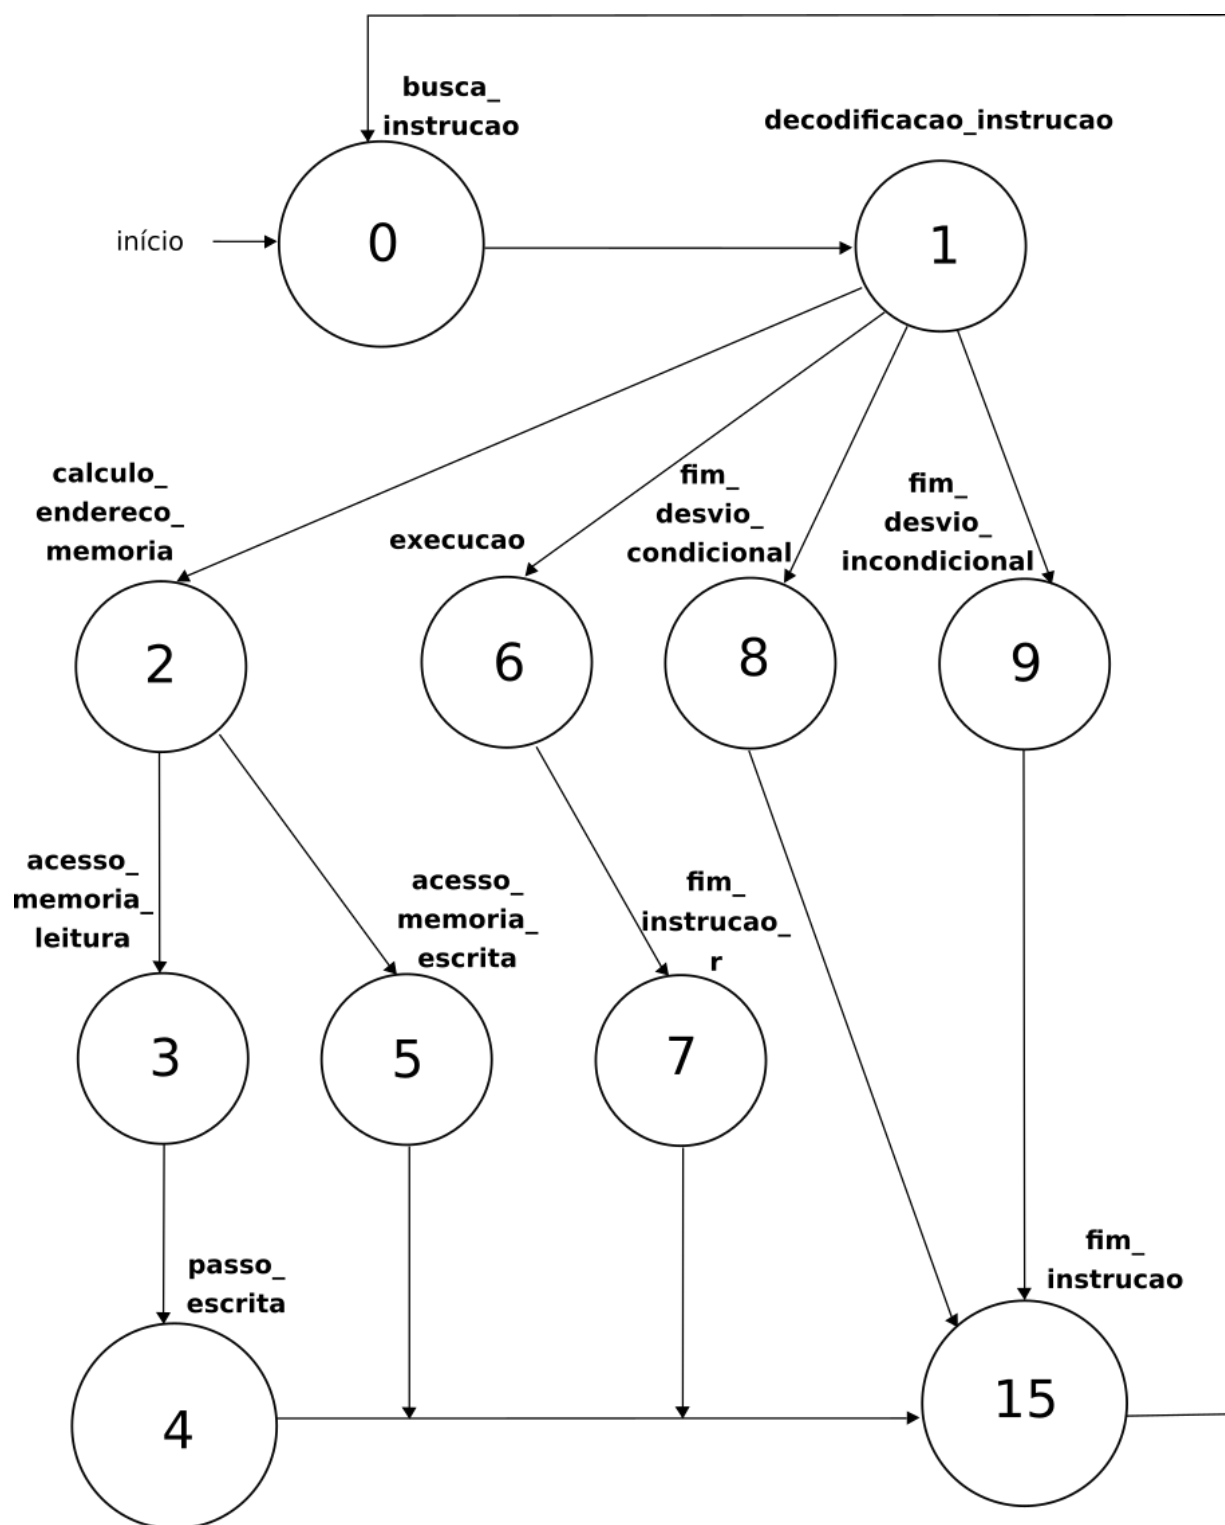 busca_
instrucao
decodificacao_instrucao
início
0
1
calculo_
endereco_
memoria
execucao
fim_
desvio_
condicional
fim_
desvio_
incondicional
2
6
8
9
acesso_
memoria_
leitura
acesso_
memoria_
escrita
fim_
instrucao_
r
3
5
7
passo_
escrita
fim_
instrucao
4
15